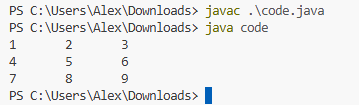 PS C:\Users\Alex\Downloads> javac .\code.java
PS C:\Users\Alex\Downloads> java code
1       2       3
4       5       6
7       8       9
PS C:\Users\Alex\Downloads>